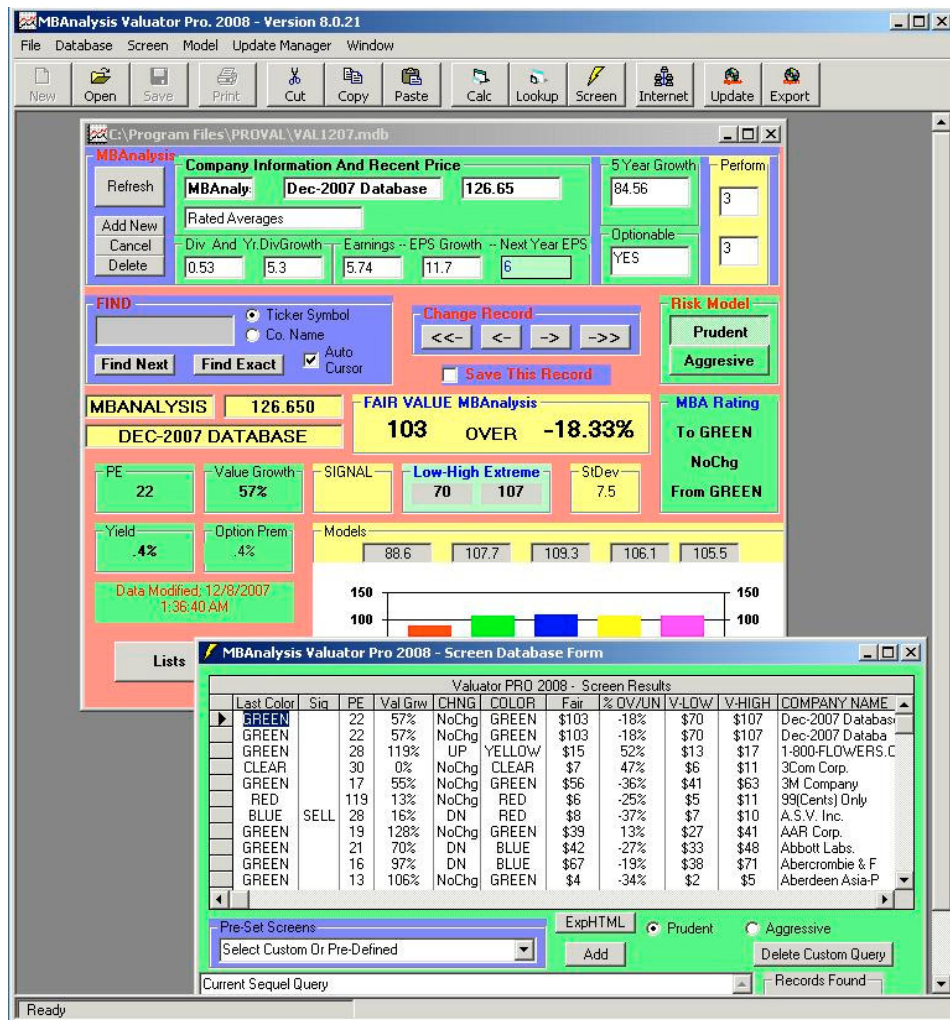 MBAnalysis Valuator Pro. 2008 - Version 8.0.21
File Database Screen Model Update Manager Window
New Open Save Print Cut Copy Paste Calc Lookup Screen Internet Update Export
C:\Program Files\PROVAL\VAL1207.mdb
MBAnalysis
Company Information And Recent Price
5 Year Growth
Perform
Refresh
MBAnaly: Dec-2007 Database 126.65
84.56
3
Rated Averages
Add New
Cancel
Delete
Optionable
YES
3
Div And Yr.DivGrowth Earnings -- EPS Growth -- Next Year EPS
0.53 5.3 5.74 11.7 6
FIND
Ticker Symbol
Co. Name
Find Next Find Exact Auto Cursor
Change Record
<<- <- -> ->>
Save This Record
Risk Model
Prudent
Aggresive
MBANALYSIS 126.650
DEC-2007 DATABASE
FAIR VALUE MBAnalysis
103 OVER -18.33%
MBA Rating
To GREEN
NoChg
From GREEN
PE Value Growth SIGNAL Low-High Extreme StDev
22 57% 70 107 7.5
Yield Option Prem Models
.4% .4% 88.6 107.7 109.3 106.1 105.5
Data Modified; 12/8/2007
1:36:40 AM
150 150
100 100
Lists
MBAnalysis Valuator Pro 2008 - Screen Database Form
Valuator PRO 2008 - Screen Results
Last Color Sig PE Val Grw CHNG COLOR Fair % OV/UN V-LOW V-HIGH COMPANY NAME
GREEN 22 57% NoChg GREEN $103 -18% $70 $107 Dec-2007 Databas
GREEN 22 57% NoChg GREEN $103 -18% $70 $107 Dec-2007 Databa
GREEN 28 119% UP YELLOW $15 52% $13 $17 1-800-FLOWERS.C
CLEAR 30 0% NoChg CLEAR $7 47% $6 $11 3Com Corp.
GREEN 17 55% NoChg GREEN $56 -36% $41 $63 3M Company
RED 119 13% NoChg RED $6 -25% $5 $11 99(Cents) Only
BLUE SELL 28 16% DN RED $8 -37% $7 $10 A.S.V. Inc.
GREEN 19 128% NoChg GREEN $39 13% $27 $41 AAR Corp.
GREEN 21 70% DN BLUE $42 -27% $33 $48 Abbott Labs.
GREEN 16 97% DN BLUE $67 -19% $38 $71 Abercrombie & F
GREEN 13 106% NoChg GREEN $4 -34% $2 $5 Aberdeen Asia-P
Pre-Set Screens
Select Custom Or Pre-Defined
ExpHTML Prudent Aggressive
Add Delete Custom Query
Current Sequel Query
Records Found
Ready